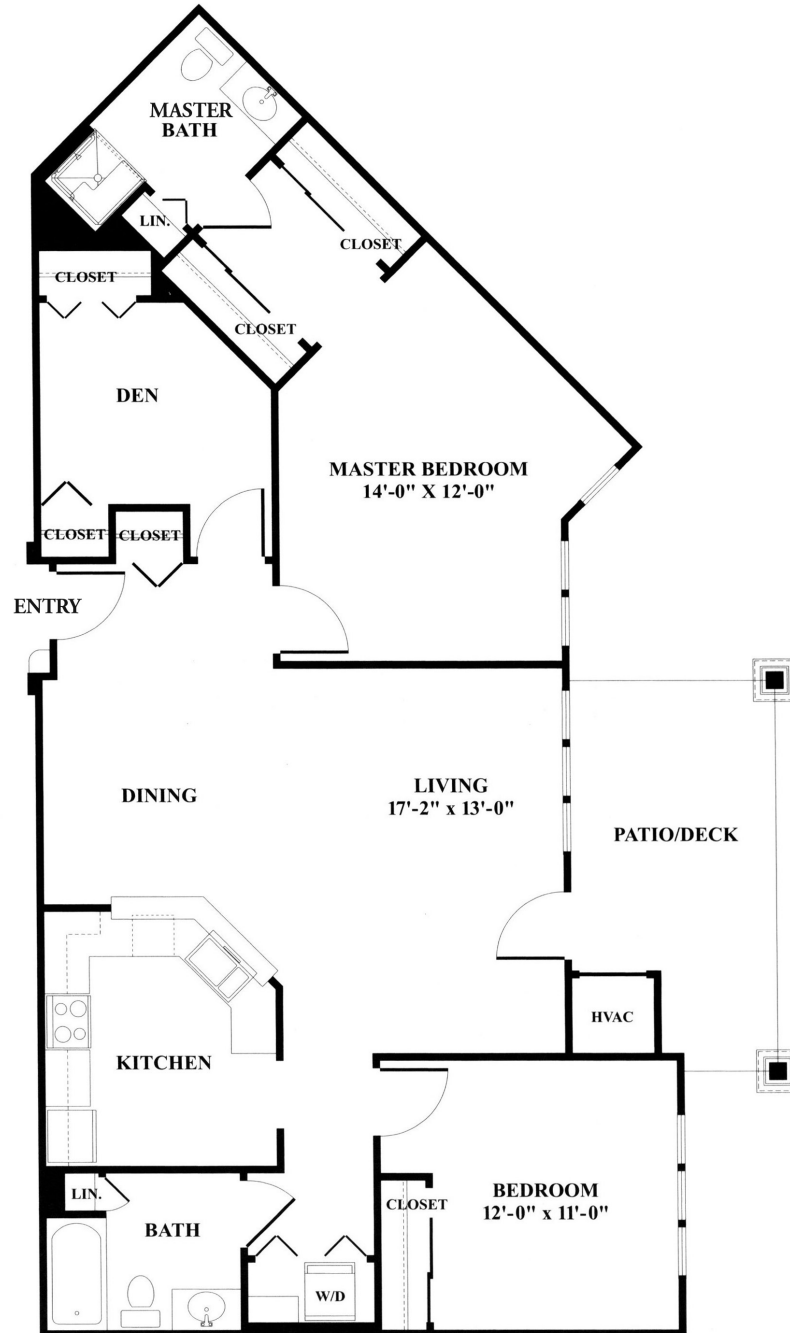 MASTER
BATH
LIN.
CLOSET
CLOSET
CLOSET
DEN
MASTER BEDROOM
14'-0" X 12'-0"
CLOSET
CLOSET
ENTRY
DINING
LIVING
17'-2" x 13'-0"
PATIO/DECK
HVAC
KITCHEN
LIN.
BATH
CLOSET
BEDROOM
12'-0" x 11'-0"
W/D